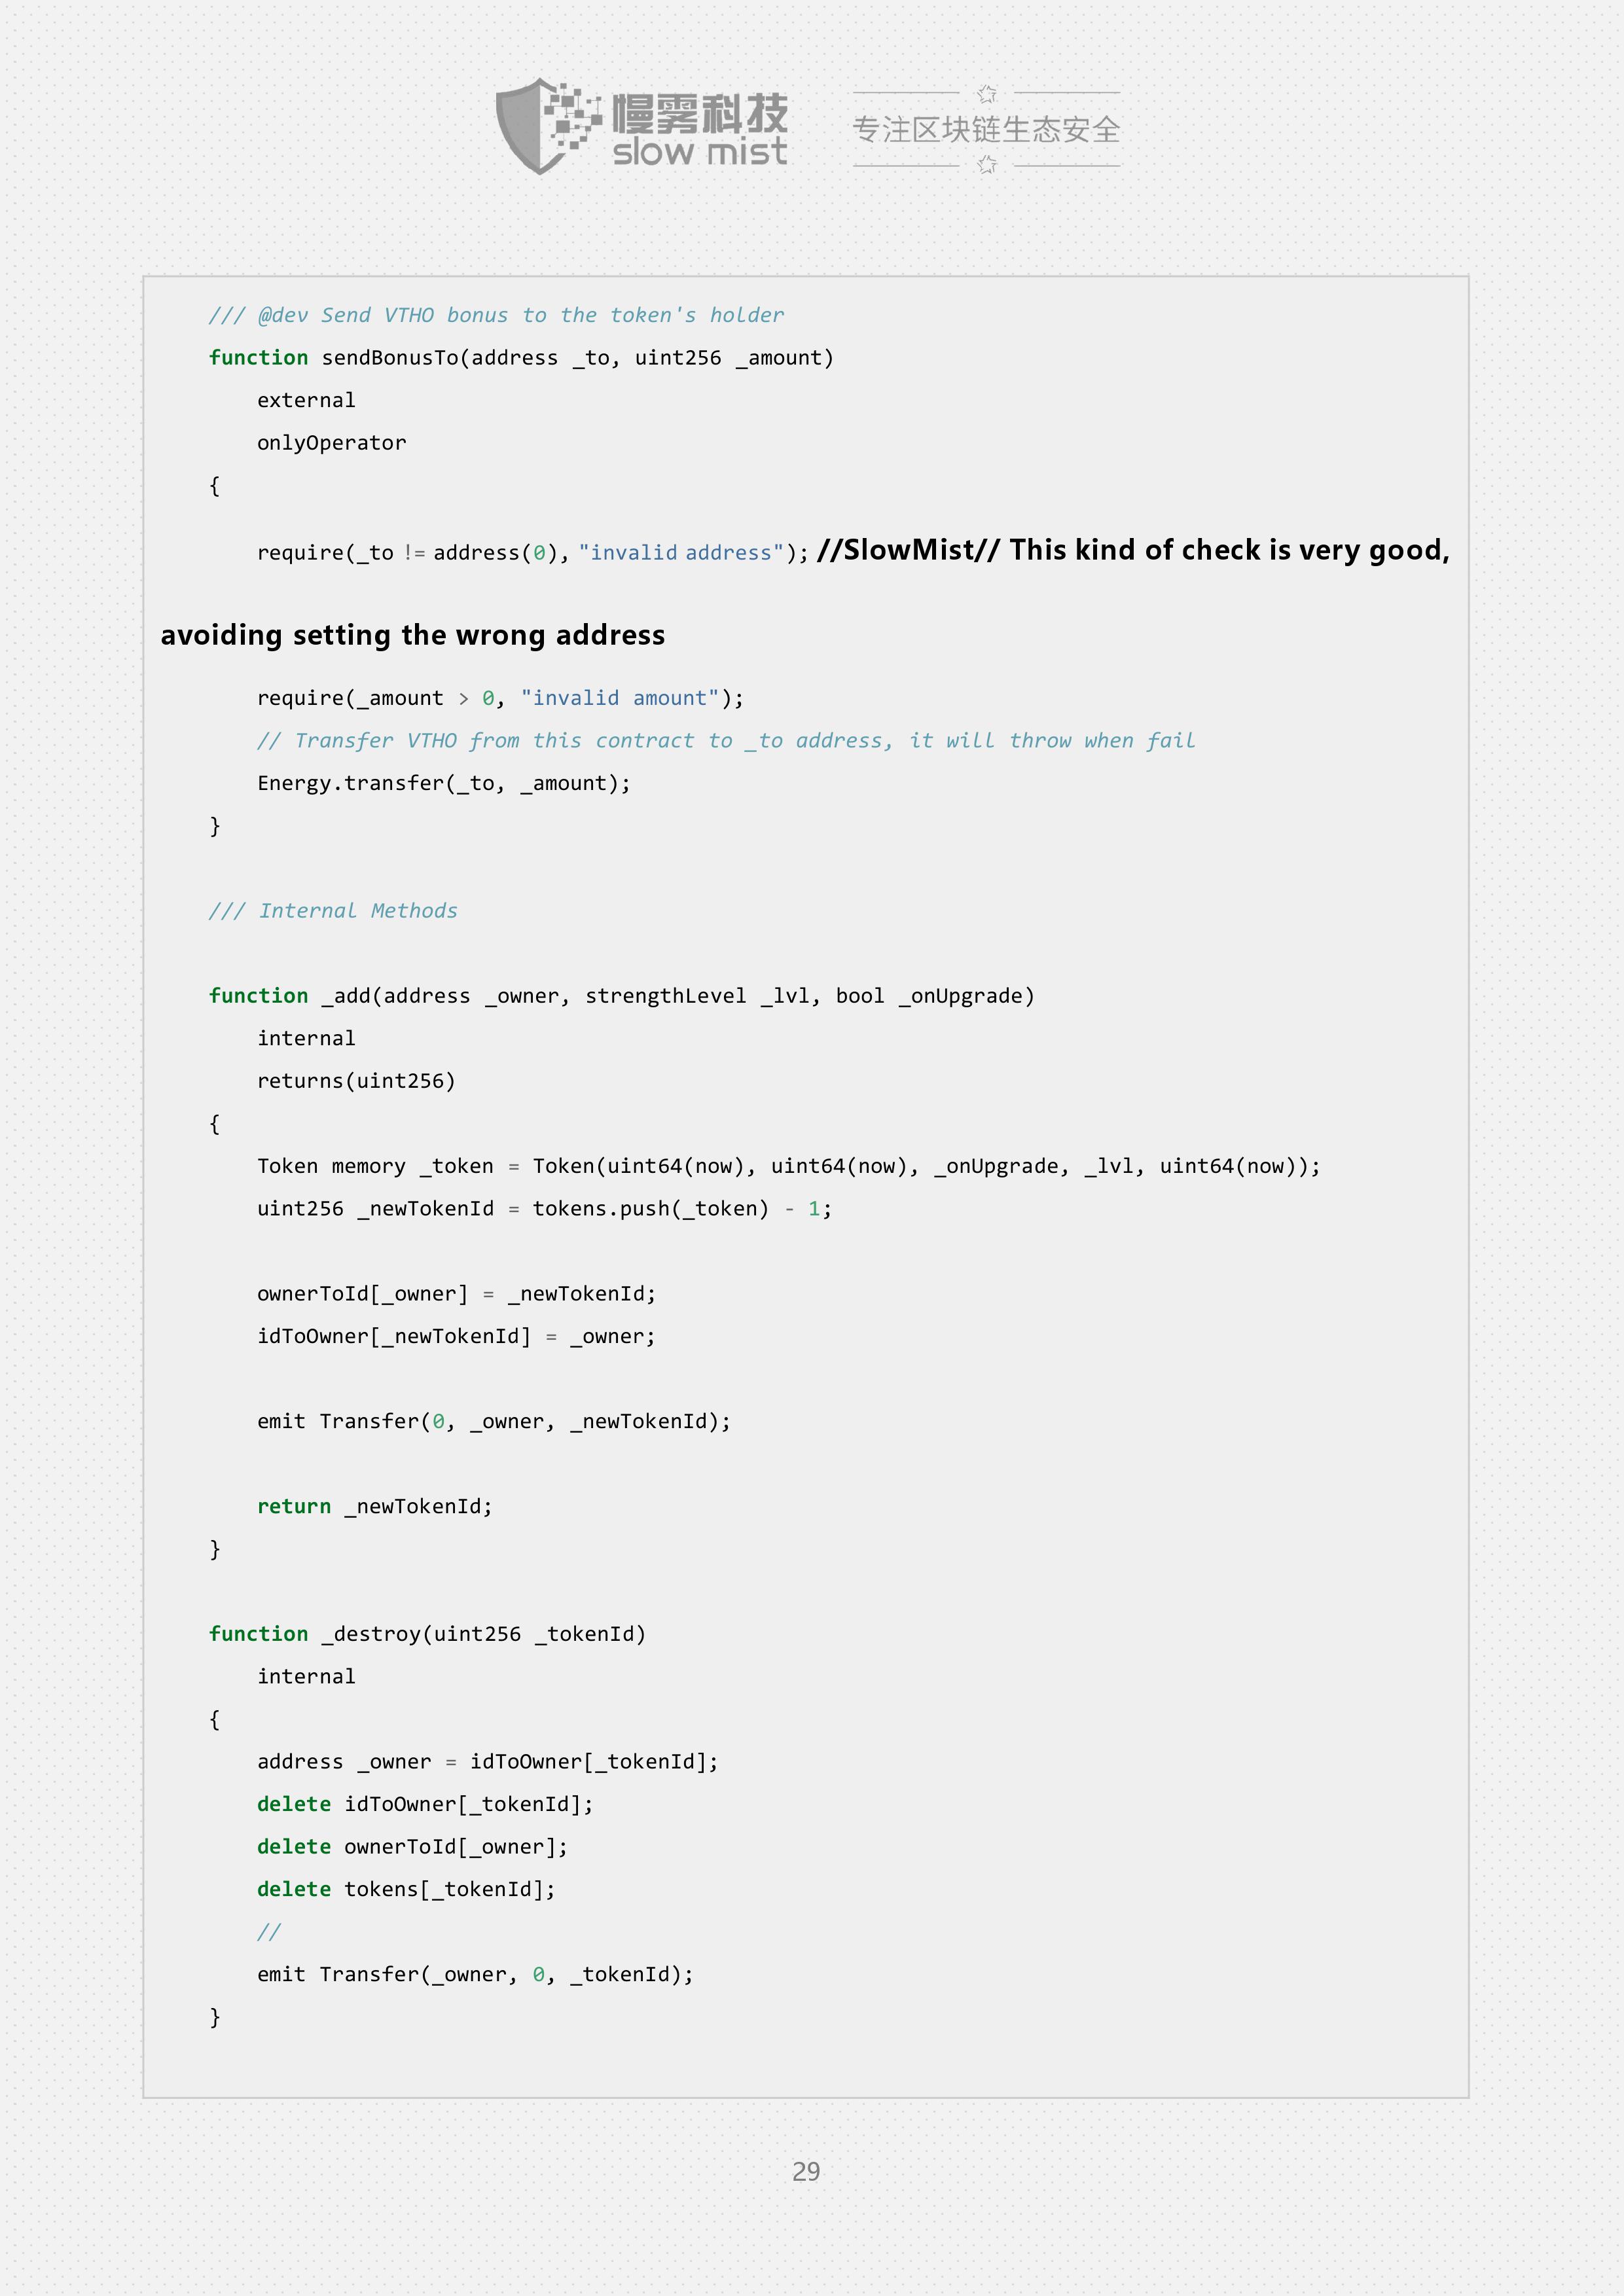 慢雾科技
slow mist
专注区块链生态安全
/// @dev Send VTHO bonus to the token's holder
function sendBonusTo(address _to, uint256 _amount)
external
onlyOperator
{
require(_to != address(0), "invalid address"); //SlowMist// This kind of check is very good,
avoiding setting the wrong address
require(_amount > 0, "invalid amount");
// Transfer VTHO from this contract to _to address, it will throw when fail
Energy.transfer(_to, _amount);
}
/// Internal Methods
function _add(address _owner, strengthLevel _lvl, bool _onUpgrade)
internal
returns(uint256)
{
Token memory _token = Token(uint64(now), uint64(now), _onUpgrade, _lvl, uint64(now));
uint256 _newTokenId = tokens.push(_token) - 1;
ownerToId[_owner] = _newTokenId;
idToOwner[_newTokenId] = _owner;
emit Transfer(0, _owner, _newTokenId);
return _newTokenId;
}
function _destroy(uint256 _tokenId)
internal
{
address _owner = idToOwner[_tokenId];
delete idToOwner[_tokenId];
delete ownerToId[_owner];
delete tokens[_tokenId];
//
emit Transfer(_owner, 0, _tokenId);
}
29